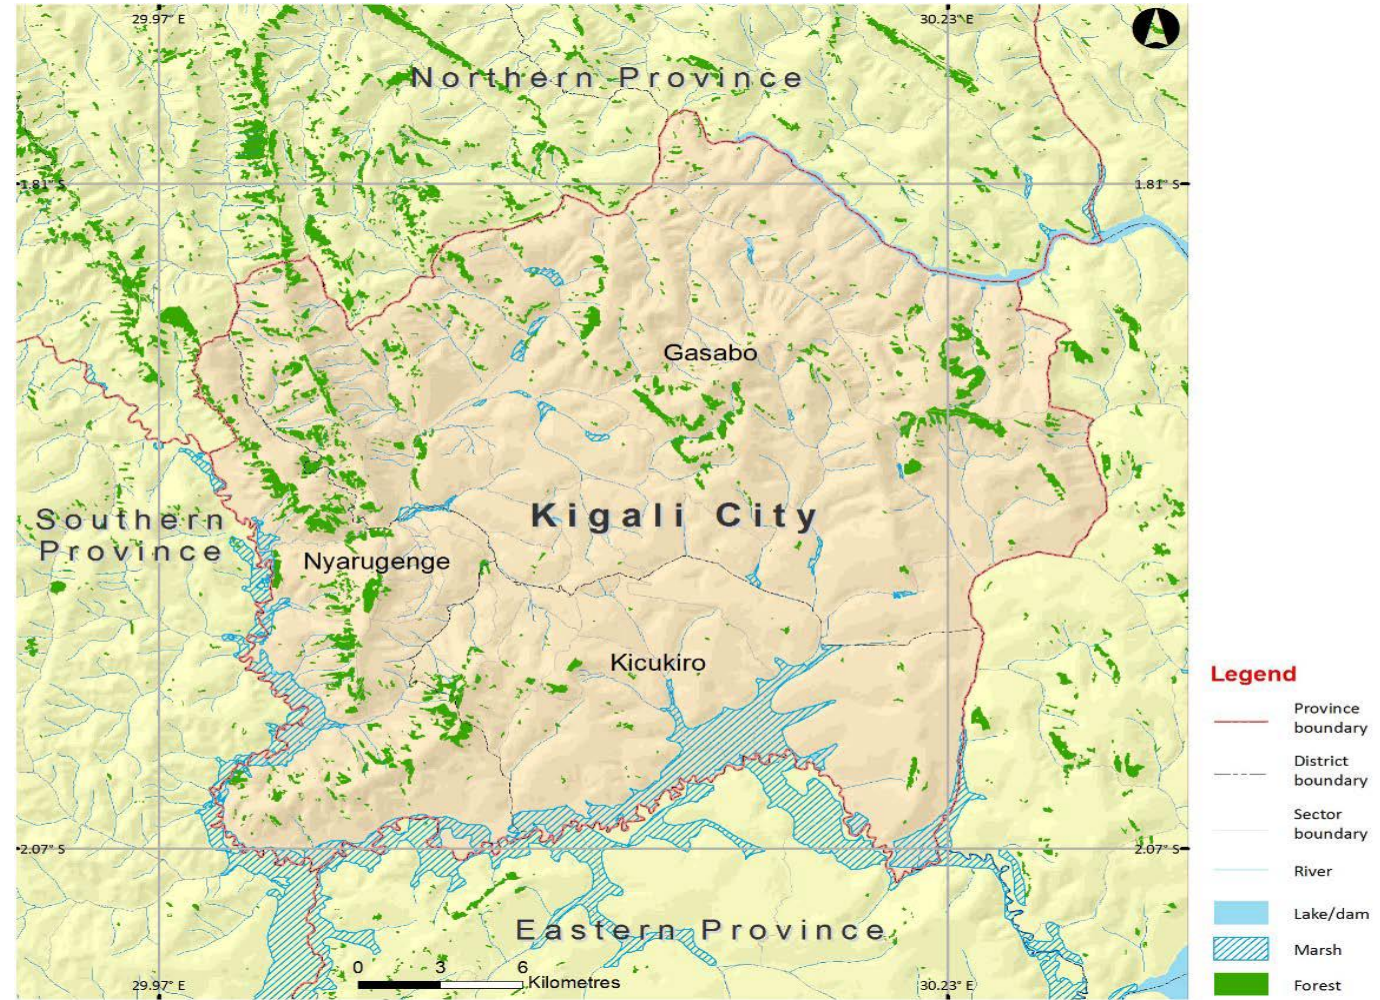 29.97° E
30.23° E
Northern Province
1.81° S
1.81° S
Gasabo
Kigali City
Southern
Province
Nyarugenge
Kicukiro
2.07° S
2.07° S
Eastern Province
0 3 6
Kilometres
29.97° E
30.23° E
Legend
Province
boundary
District
boundary
Sector
boundary
River
Lake/dam
Marsh
Forest